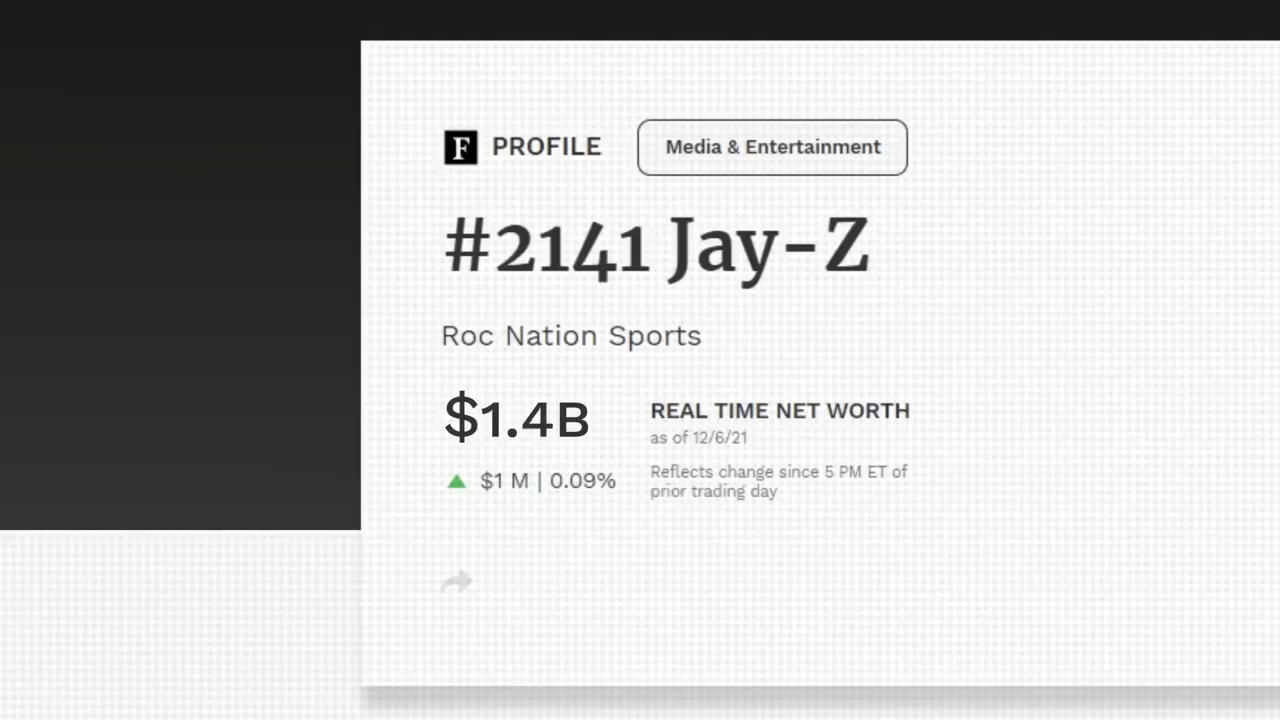 F PROFILE Media & Entertainment
#2141 Jay-Z
Roc Nation Sports
$1.4B REAL TIME NET WORTH
as of 12/6/21
$1 M | 0.09% Reflects change since 5 PM ET of
prior trading day